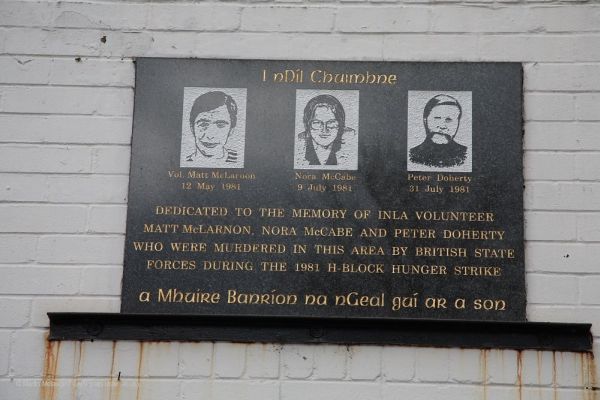 I nDíl Chuimhne
Vol. Matt McLarnon Nora McCabe Peter Doherty
12 May 1981 9 July 1981 31 July 1981
DEDICATED TO THE MEMORY OF INLA VOLUNTEER
MATT McLARNON, NORA McCABE AND PETER DOHERTY
WHO WERE MURDERED IN THIS AREA BY BRITISH STATE
FORCES DURING THE 1981 H-BLOCK HUNGER STRIKE
a Mhuire Banríon na nGeal guí ar a son